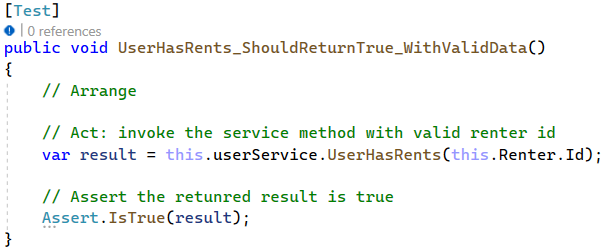 [Test]
| 0 references
public void UserHasRents_ShouldReturnTrue_WithValidData()
{
// Arrange
// Act: invoke the service method with valid renter id
var result = this.userService.UserHasRents(this.Renter.Id);
// Assert the retunred result is true
Assert.IsTrue(result);
}